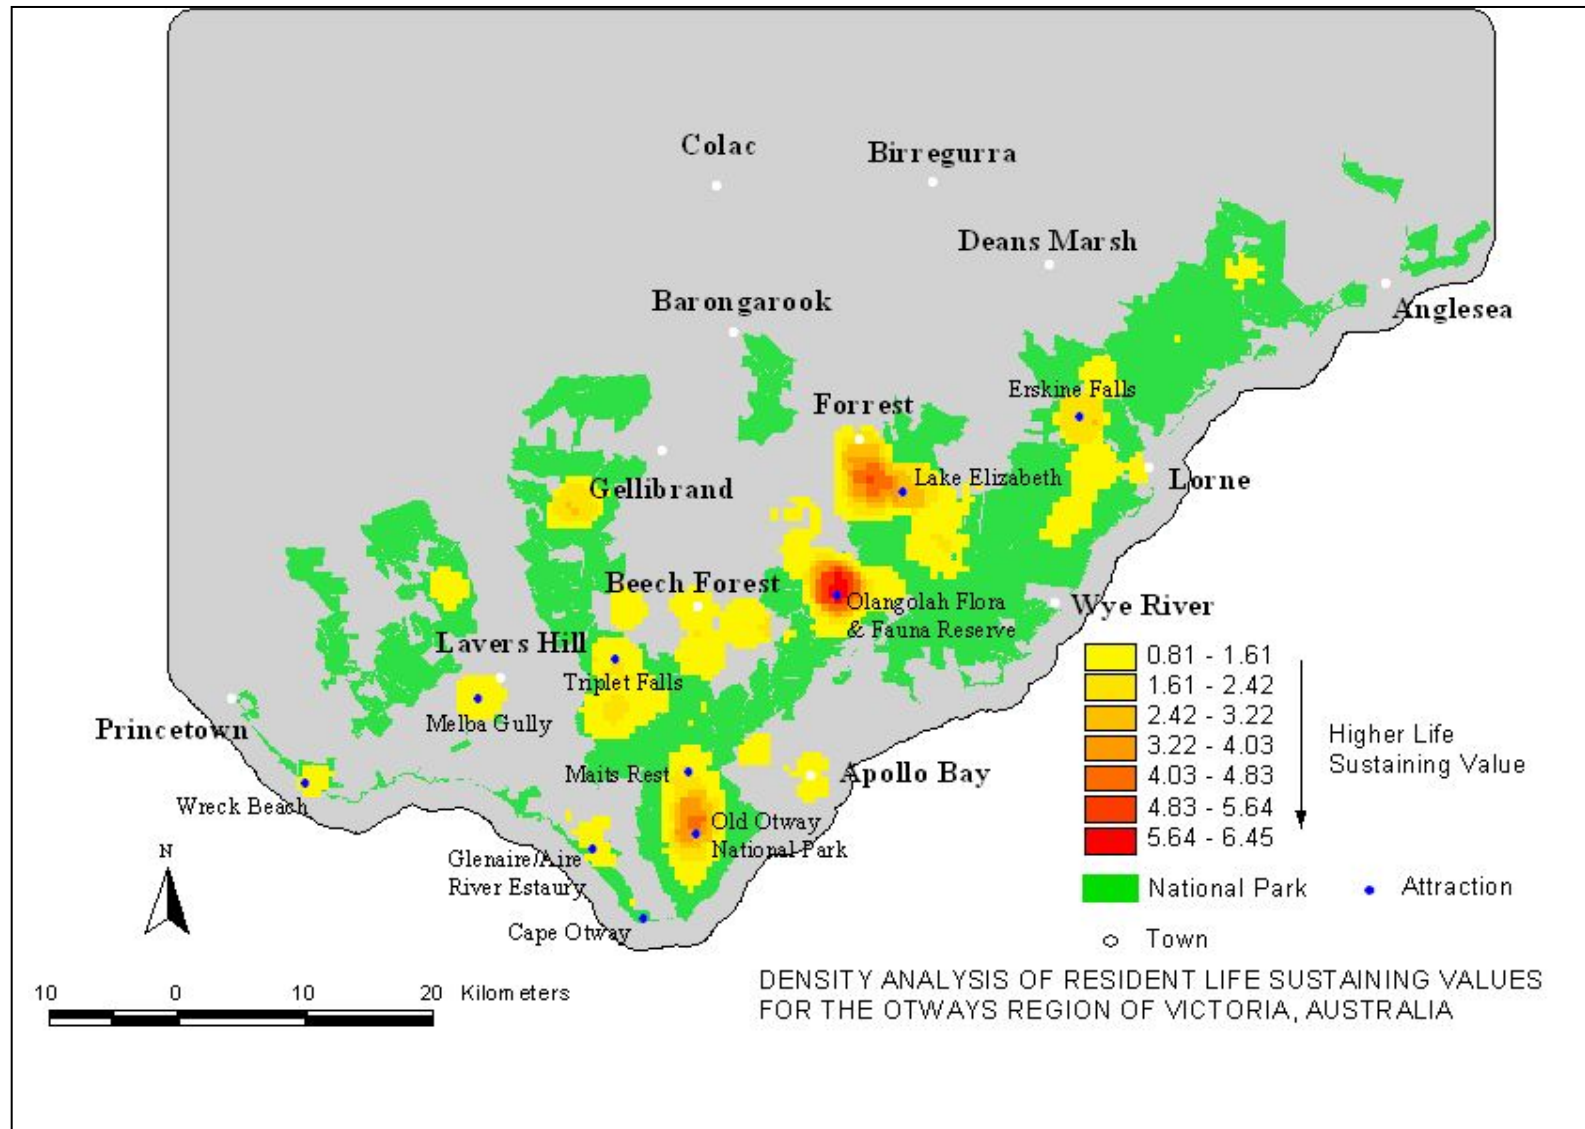 Colac
Birregurra
Deans Marsh
Barongarook
Anglesea
Erskine Falls
Forrest
Lake Elizabeth
Gellibrand
Lorne
Beech Forest
Olangolah Flora
& Fauna Reserve
Wye River
Lavers Hill
Triplet Falls
Melba Gully
Princetown
Maits Rest
Apollo Bay
Wreck Beach
Old Otway
National Park
Glenaire/Aire
River Estaury
Cape Otway
0.81 - 1.61
1.61 - 2.42
2.42 - 3.22
3.22 - 4.03
4.03 - 4.83
4.83 - 5.64
5.64 - 6.45
Higher Life
Sustaining Value
National Park
Attraction
Town
N
10 0 10 20 Kilometers
DENSITY ANALYSIS OF RESIDENT LIFE SUSTAINING VALUES
FOR THE OTWAYS REGION OF VICTORIA, AUSTRALIA